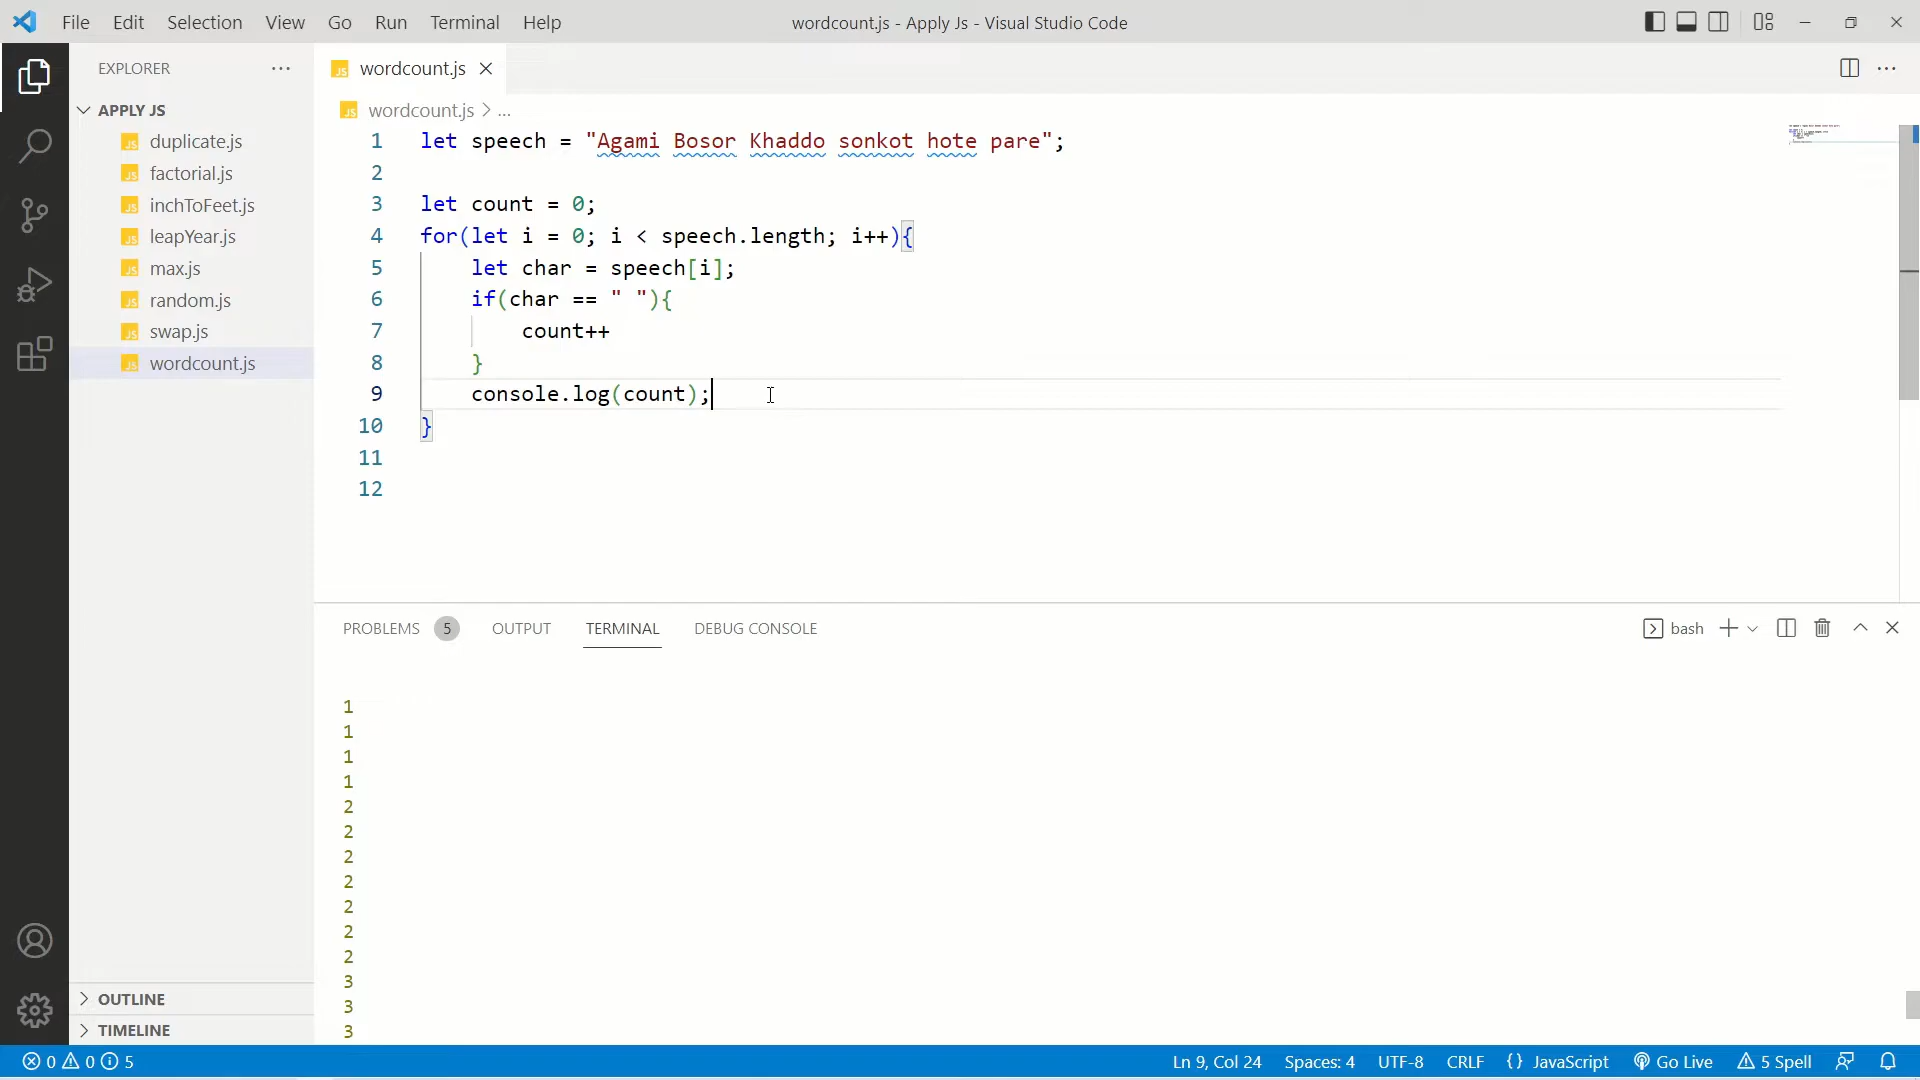 File Edit Selection View Go Run Terminal Help
wordcount.js - Apply Js - Visual Studio Code
EXPLORER
APPLY JS
duplicate.js
factorial.js
inchToFeet.js
leapYear.js
max.js
random.js
swap.js
wordcount.js
OUTLINE
TIMELINE
wordcount.js
wordcount.js > ...
1 let speech = "Agami Bosor Khaddo sonkot hote pare";
2
3 let count = 0;
4 for(let i = 0; i < speech.length; i++){
5 let char = speech[i];
6 if(char == " "){
7 count++
8 }
9 console.log(count);
10 }
11
12
PROBLEMS 5 OUTPUT TERMINAL DEBUG CONSOLE
bash
1
1
1
1
2
2
2
2
2
2
2
3
3
3
0 0 5
Ln 9, Col 24 Spaces: 4 UTF-8 CRLF {} JavaScript Go Live 5 Spell